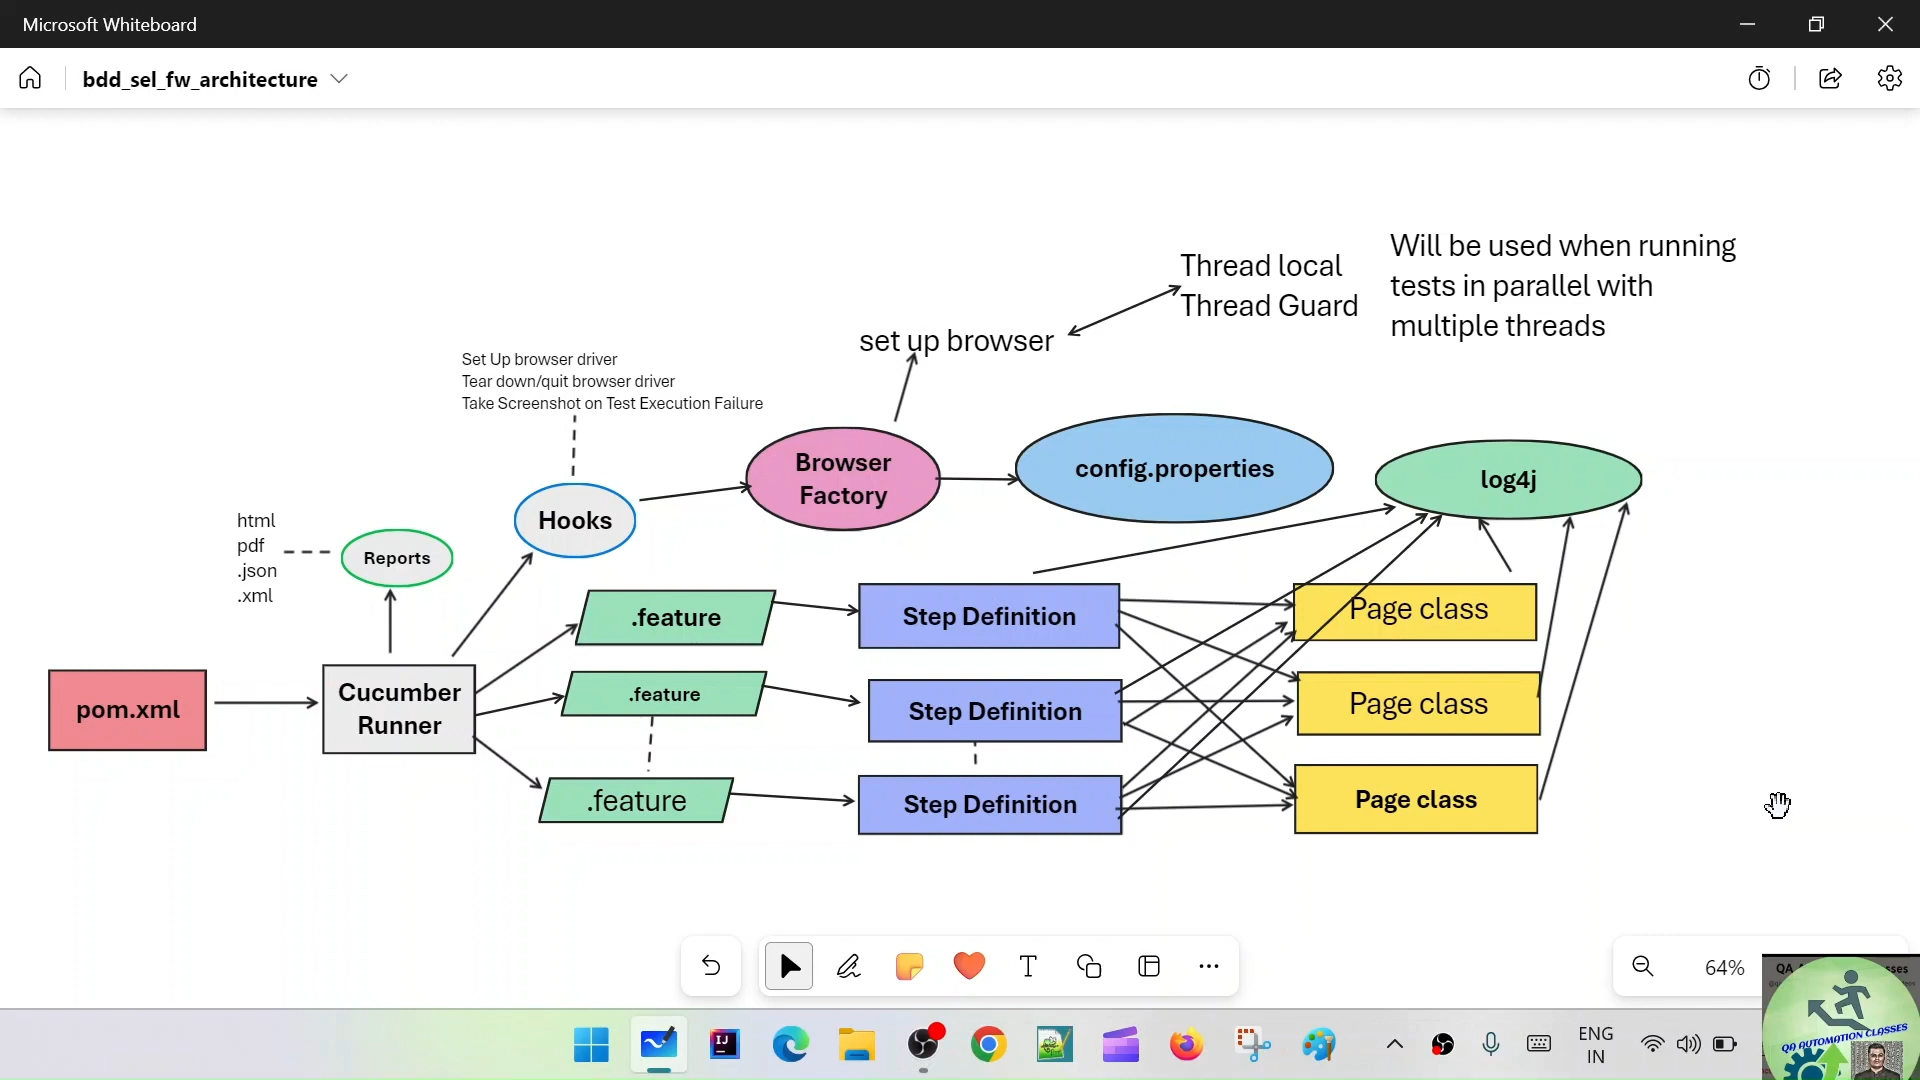 Microsoft Whiteboard
bdd_sel_fw_architecture
Will be used when running
tests in parallel with
multiple threads
Thread local
Thread Guard
set up browser
Set Up browser driver
Tear down/quit browser driver
Take Screenshot on Test Execution Failure
Browser
Factory
config.properties
log4j
Hooks
html
pdf
.json
.xml
Reports
.feature
Step Definition
Page class
pom.xml
Cucumber
Runner
.feature
Step Definition
Page class
.feature
Step Definition
Page class
64%
ENG
IN
QA AUTOMATION CLASSES